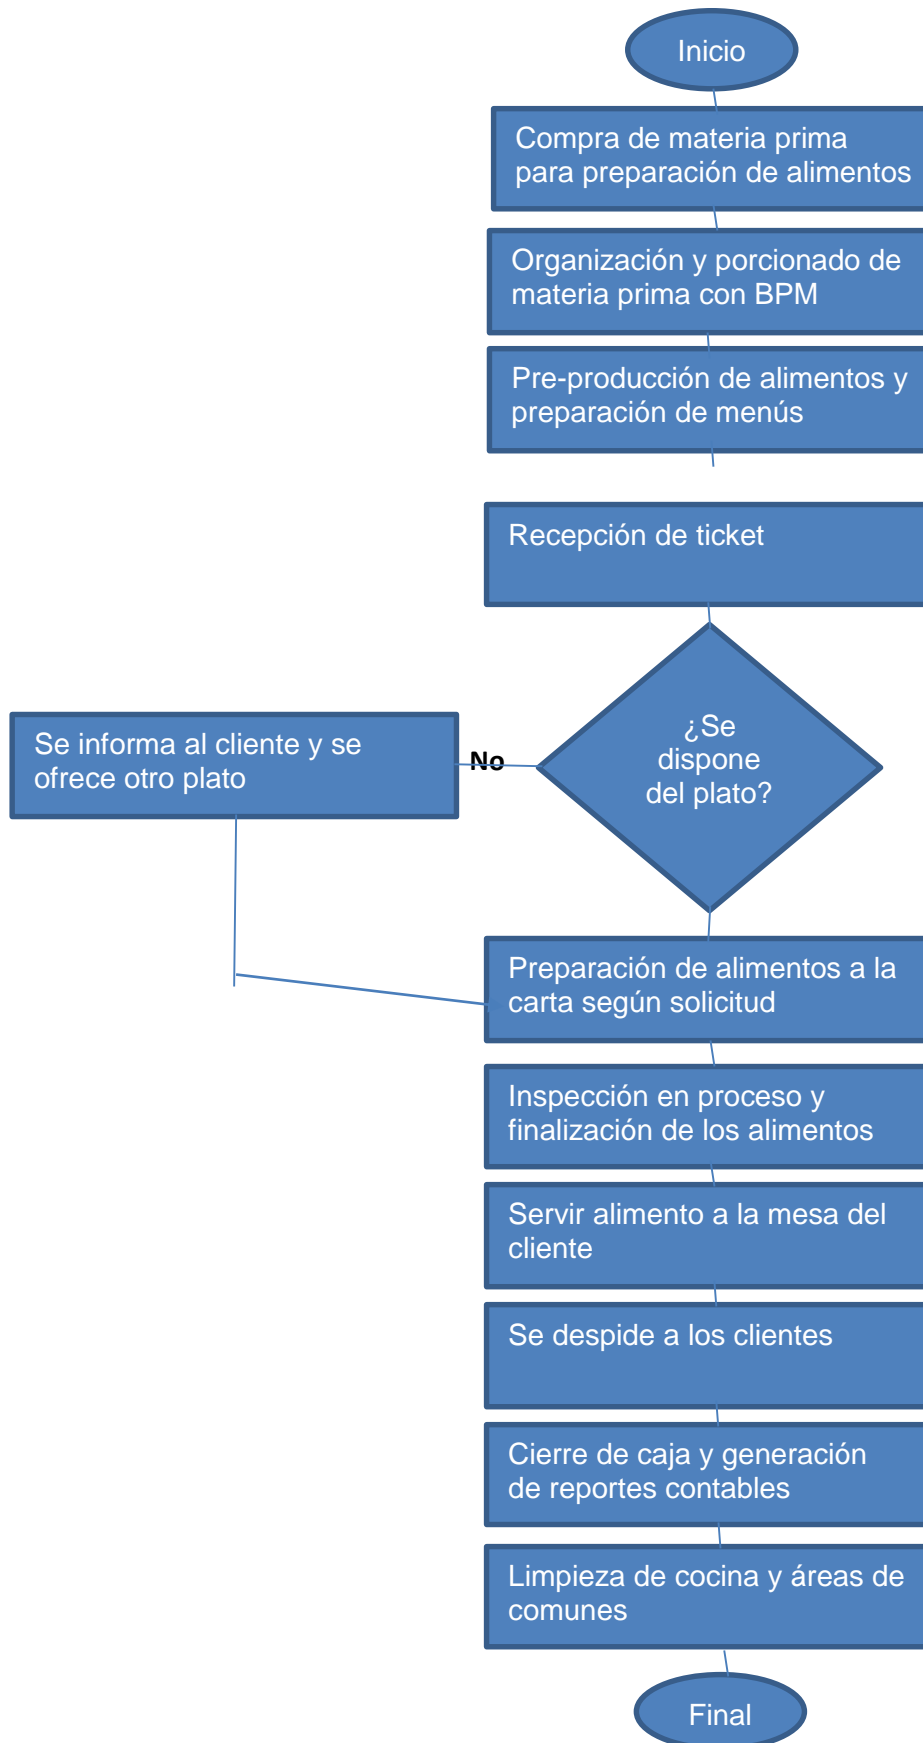 Inicio
Compra de materia prima
para preparación de alimentos
Organización y porcionado de
materia prima con BPM
Pre-producción de alimentos y
preparación de menús
Recepción de ticket
¿Se
dispone
del plato?
No
Se informa al cliente y se
ofrece otro plato
Preparación de alimentos a la
carta según solicitud
Inspección en proceso y
finalización de los alimentos
Servir alimento a la mesa del
cliente
Se despide a los clientes
Cierre de caja y generación
de reportes contables
Limpieza de cocina y áreas de
comunes
Final